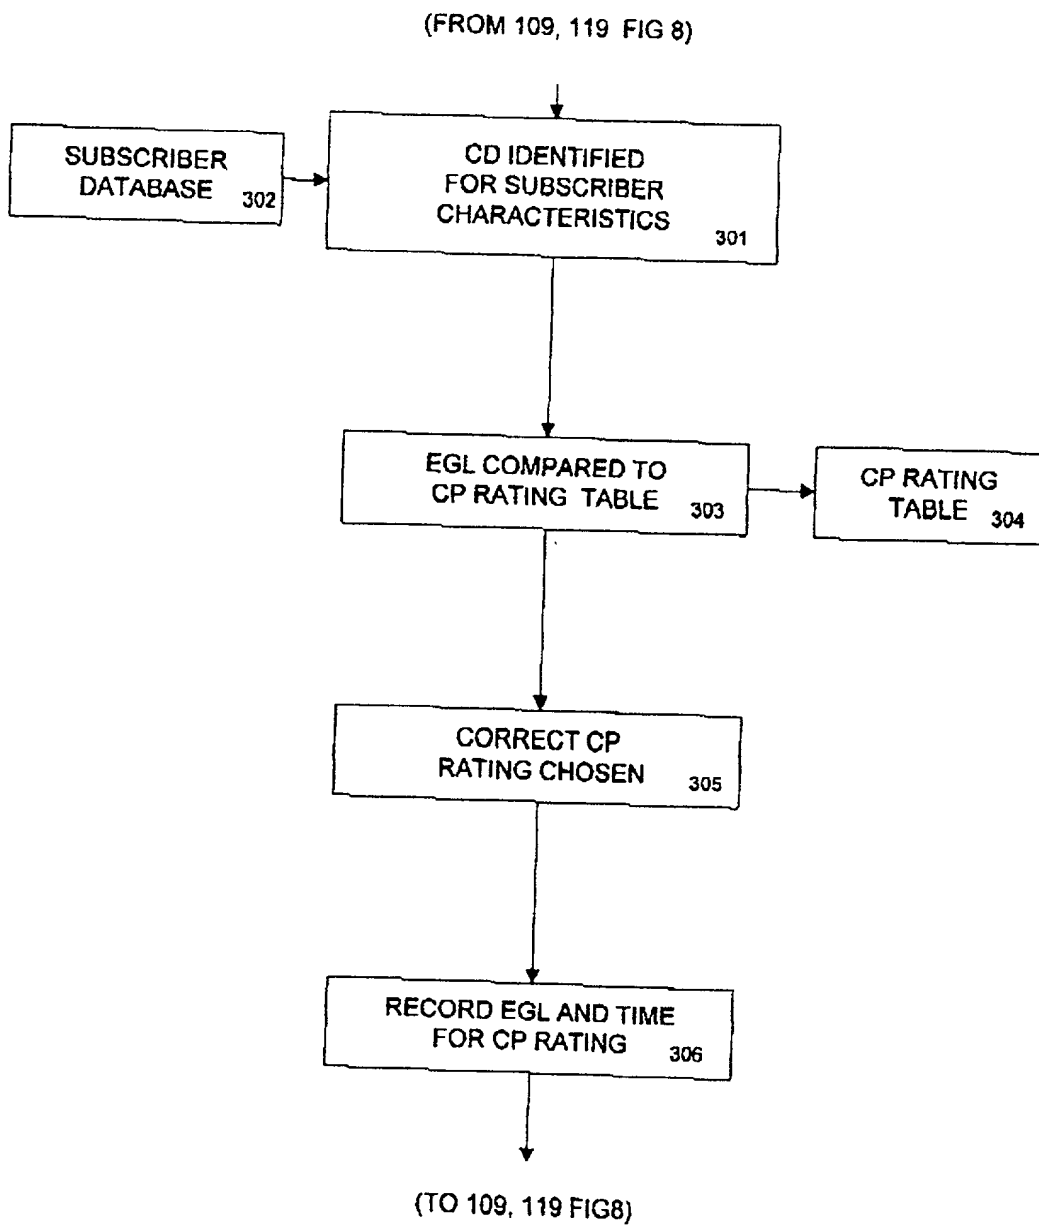 (FROM 109, 119 FIG 8)
SUBSCRIBER
DATABASE
302
CD IDENTIFIED
FOR SUBSCRIBER
CHARACTERISTICS
301
EGL COMPARED TO
CP RATING TABLE
303
CP RATING
TABLE
304
CORRECT CP
RATING CHOSEN
305
RECORD EGL AND TIME
FOR CP RATING
306
(TO 109, 119 FIG8)